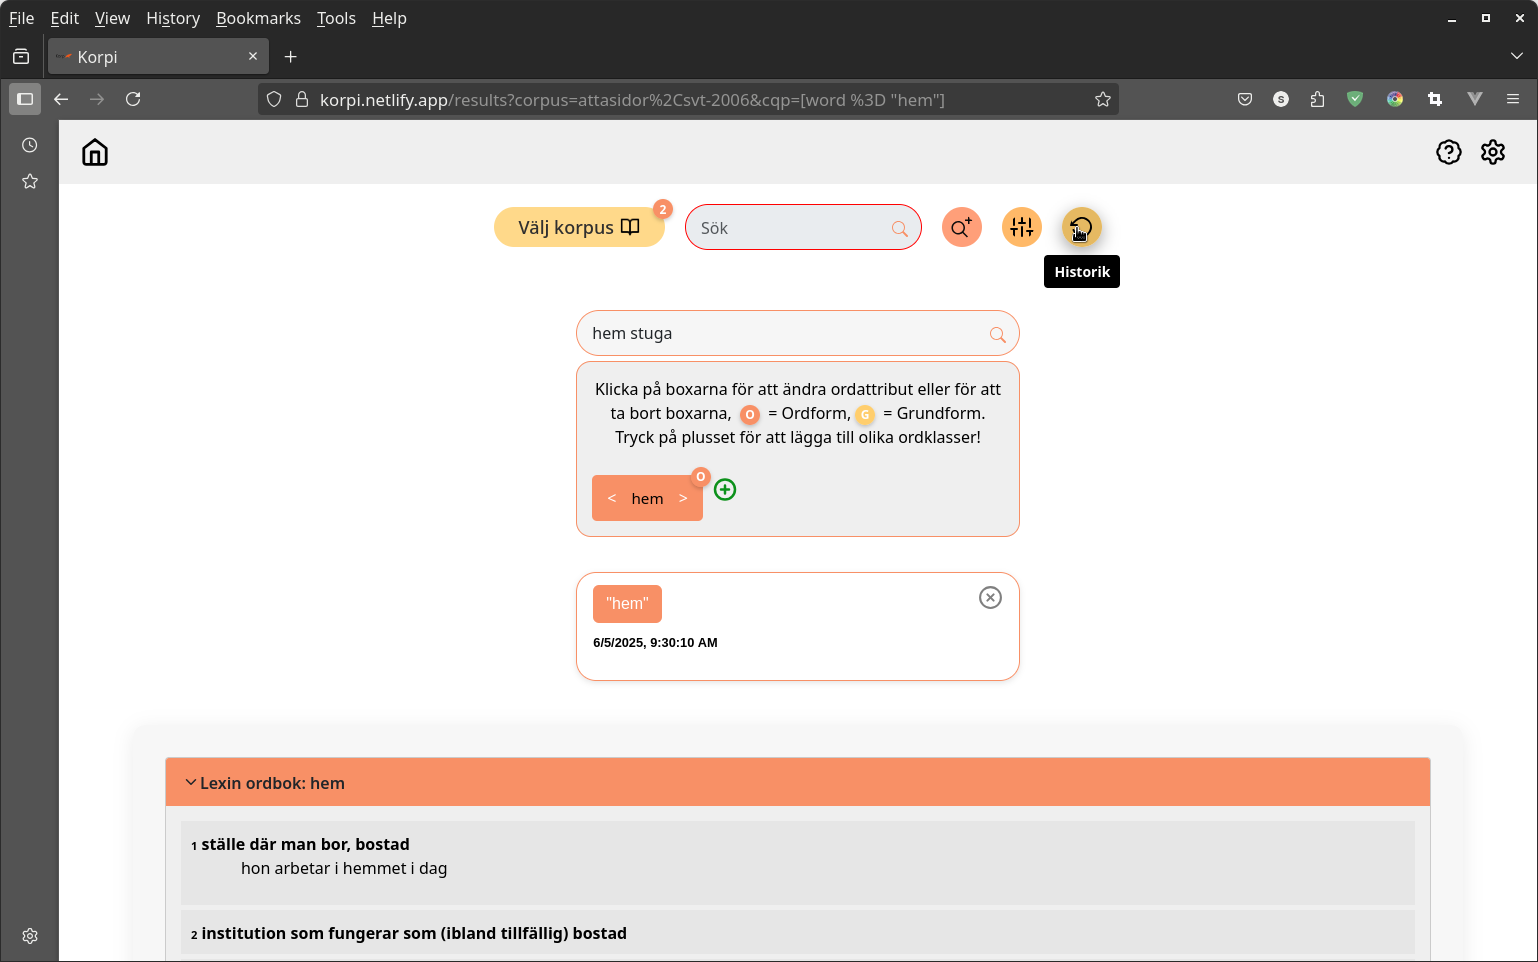 File Edit View History Bookmarks Tools Help
Korpi
korpi.netlify.app/results?corpus=attasidor%2Csvt-2006&cqp=[word %3D "hem"]
S
Välj korpus
2
Sök
Historik
hem stuga
Klicka på boxarna för att ändra ordattribut eller för att
ta bort boxarna, O = Ordform, G = Grundform.
Tryck på plusset för att lägga till olika ordklasser!
< hem > O
"hem"
6/5/2025, 9:30:10 AM
Lexin ordbok: hem
1 ställe där man bor, bostad
hon arbetar i hemmet i dag
2 institution som fungerar som (ibland tillfällig) bostad